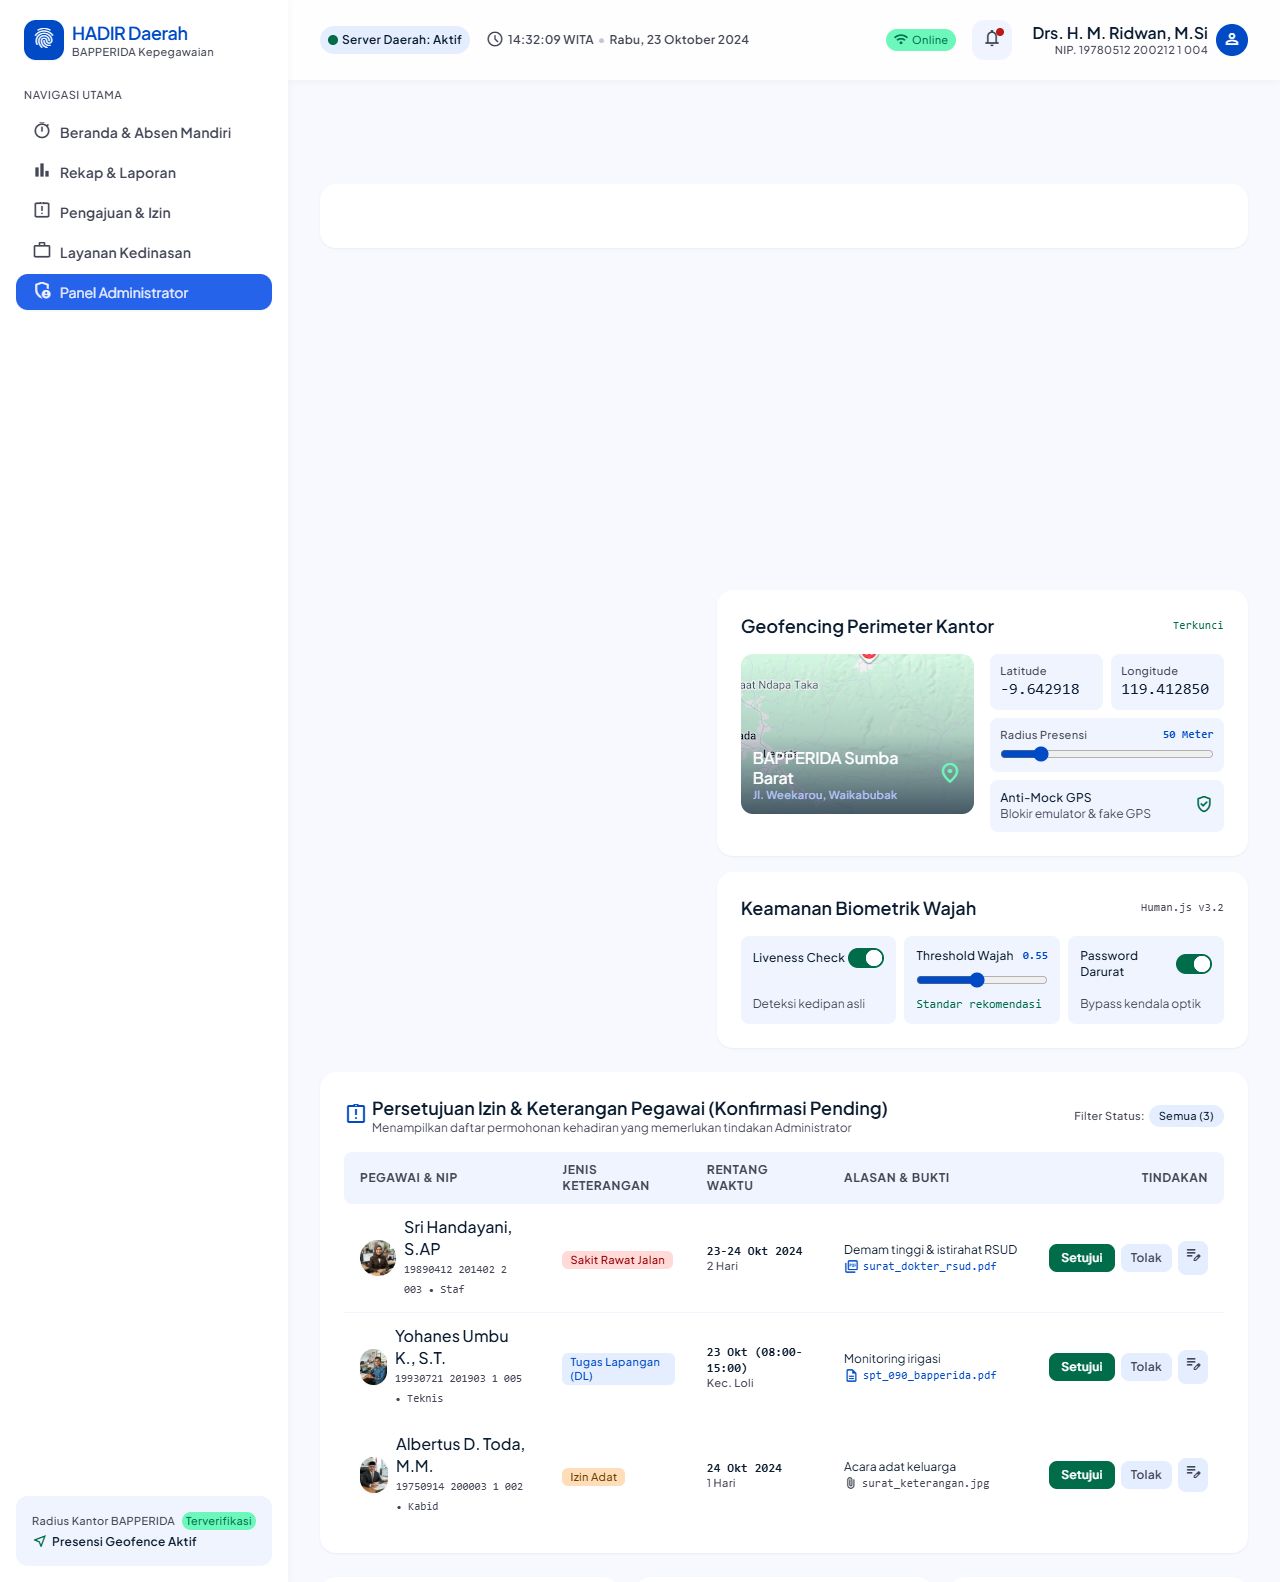 HADIR Daerah
BAPPERIDA Kepegawaian
NAVIGASI UTAMA
Beranda & Absen Mandiri
Rekap & Laporan
Pengajuan & Izin
Layanan Kedinasan
Panel Administrator
Radius Kantor BAPPERIDA Terverifikasi
Presensi Geofence Aktif
Server Daerah: Aktif
14:32:09 WITA • Rabu, 23 Oktober 2024
Online
Drs. H. M. Ridwan, M.Si
NIP. 19780512 200212 1 004
Geofencing Perimeter Kantor
Terkunci
aat Ndapa Taka
ada
BAPPERIDA Sumba
Barat
Jl. Weekarou, Waikabubak
Latitude
-9.642918
Longitude
119.412850
Radius Presensi 50 Meter
Anti-Mock GPS
Blokir emulator & fake GPS
Keamanan Biometrik Wajah
Human.js v3.2
Liveness Check
Deteksi kedipan asli
Threshold Wajah 0.55
Standar rekomendasi
Password
Darurat
Bypass kendala optik
Persetujuan Izin & Keterangan Pegawai (Konfirmasi Pending)
Menampilkan daftar permohonan kehadiran yang memerlukan tindakan Administrator
Filter Status: Semua (3)
PEGAWAI & NIP
JENIS
KETERANGAN
RENTANG
WAKTU
ALASAN & BUKTI
TINDAKAN
Sri Handayani,
S.AP
19890412 201402 2
003 • Staf
Sakit Rawat Jalan
23-24 Okt 2024
2 Hari
Demam tinggi & istirahat RSUD
surat_dokter_rsud.pdf
Setujui
Tolak
Yohanes Umbu
K., S.T.
19930721 201903 1 005
• Teknis
Tugas Lapangan
(DL)
23 Okt (08:00-
15:00)
Kec. Loli
Monitoring irigasi
spt_090_bapperida.pdf
Setujui
Tolak
Albertus D. Toda,
M.M.
19750914 200003 1 002
• Kabid
Izin Adat
24 Okt 2024
1 Hari
Acara adat keluarga
surat_keterangan.jpg
Setujui
Tolak